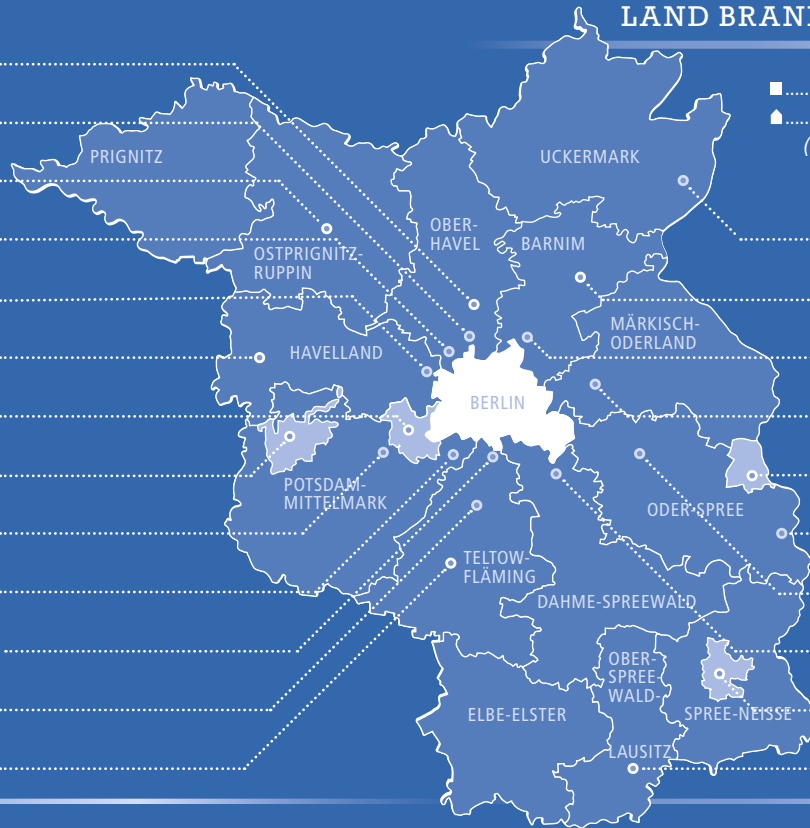 LAND BRAN
PRIGNITZ
UCKERMARK
OBER-
HAVEL
BARNIM
OSTPRIGNITZ-
RUPPIN
MÄRKISCH-
ODERLAND
HAVELLAND
BERLIN
POTSDAM-
MITTELMARK
ODER-SPREE
TELTOW-
FLÄMING
DAHME-SPREEWALD
OBER-
SPREE-
WALD-
LAUSITZ
ELBE-ELSTER
SPREE-NEISSE